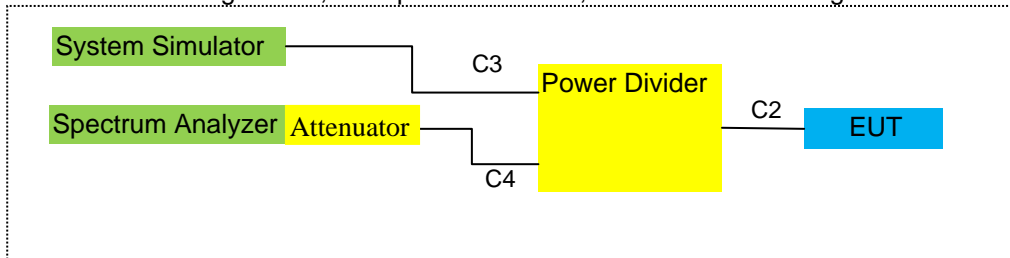 System Simulator
C3
Power Divider
C2
EUT
Spectrum Analyzer
Attenuator
C4